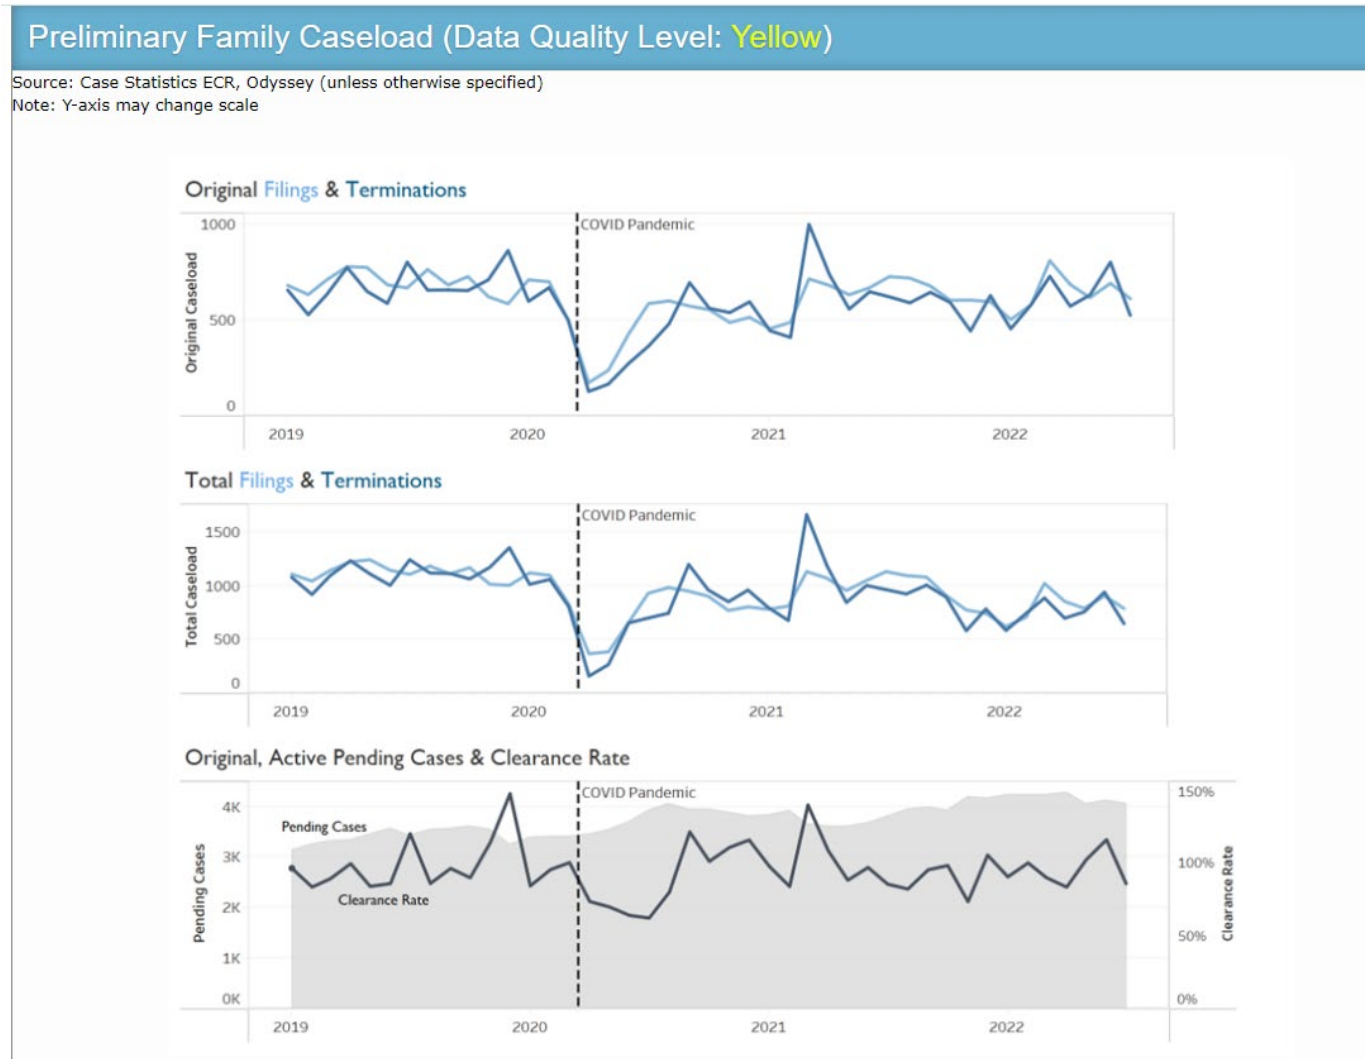 Preliminary Family Caseload (Data Quality Level: Yellow)
Source: Case Statistics ECR, Odyssey (unless otherwise specified)
Note: Y-axis may change scale
Original Filings & Terminations
COVID Pandemic
1000
500
0
Original Caseload
2019 2020 2021 2022
Total Filings & Terminations
COVID Pandemic
1500
1000
500
0
Total Caseload
2019 2020 2021 2022
Original, Active Pending Cases & Clearance Rate
COVID Pandemic
4K
3K
2K
1K
0K
Pending Cases
Pending Cases
Clearance Rate
150%
100%
50%
0%
Clearance Rate
2019 2020 2021 2022